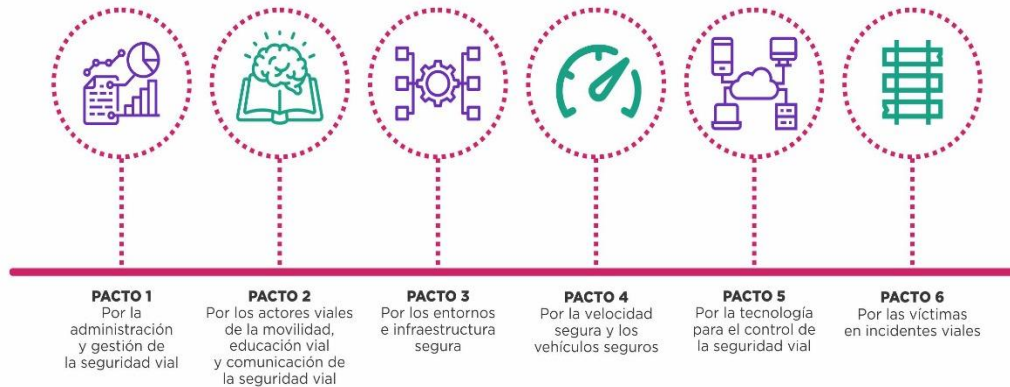 PACTO 1
Por la
administración
y gestión de
la seguridad vial
PACTO 2
Por los actores viales
de la movilidad,
educación vial
y comunicación de
la seguridad vial
PACTO 3
Por los entornos
e infraestructura
segura
PACTO 4
Por la velocidad
segura y los
vehículos seguros
PACTO 5
Por la tecnología
para el control de
la seguridad vial
PACTO 6
Por las víctimas
en incidentes viales